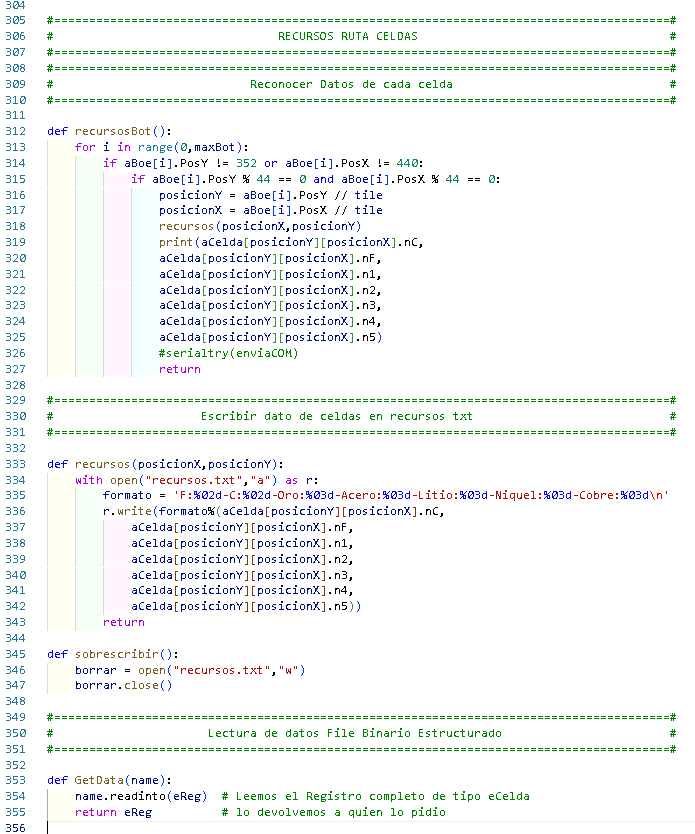 304
305 #========================================================================================#
306 #                                RECURSOS RUTA CELDAS                                    #
307 #========================================================================================#
308 #========================================================================================#
309 #                            Reconocer Datos de cada celda                               #
310 #========================================================================================#
311
312 def recursosBot():
313     for i in range(0,maxBot):
314         if aBoe[i].PosY != 352 or aBoe[i].PosX != 440:
315             if aBoe[i].PosY % 44 == 0 and aBoe[i].PosX % 44 == 0:
316                 posicionY = aBoe[i].PosY // tile
317                 posicionX = aBoe[i].PosX // tile
318                 recursos(posicionX,posicionY)
319                 print(aCelda[posicionY][posicionX].nC,
320                 aCelda[posicionY][posicionX].nF,
321                 aCelda[posicionY][posicionX].n1,
322                 aCelda[posicionY][posicionX].n2,
323                 aCelda[posicionY][posicionX].n3,
324                 aCelda[posicionY][posicionX].n4,
325                 aCelda[posicionY][posicionX].n5)
326                 #serialtry(enviaCOM)
327                 return
328
329 #========================================================================================#
330 #                     Escribir dato de celdas en recursos txt                            #
331 #========================================================================================#
332
333 def recursos(posicionX,posicionY):
334     with open("recursos.txt","a") as r:
335         formato = 'F:%02d-C:%02d-Oro:%03d-Acero:%03d-Litio:%03d-Niquel:%03d-Cobre:%03d\n'
336         r.write(formato%(aCelda[posicionY][posicionX].nC,
337             aCelda[posicionY][posicionX].nF,
338             aCelda[posicionY][posicionX].n1,
339             aCelda[posicionY][posicionX].n2,
340             aCelda[posicionY][posicionX].n3,
341             aCelda[posicionY][posicionX].n4,
342             aCelda[posicionY][posicionX].n5))
343         return
344
345 def sobrescribir():
346     borrar = open("recursos.txt","w")
347     borrar.close()
348
349 #========================================================================================#
350 #                      Lectura de datos File Binario Estructurado                        #
351 #========================================================================================#
352
353 def GetData(name):
354     name.readinto(eReg)  # Leemos el Registro completo de tipo eCelda
355     return eReg          # lo devolvemos a quien lo pidio
356